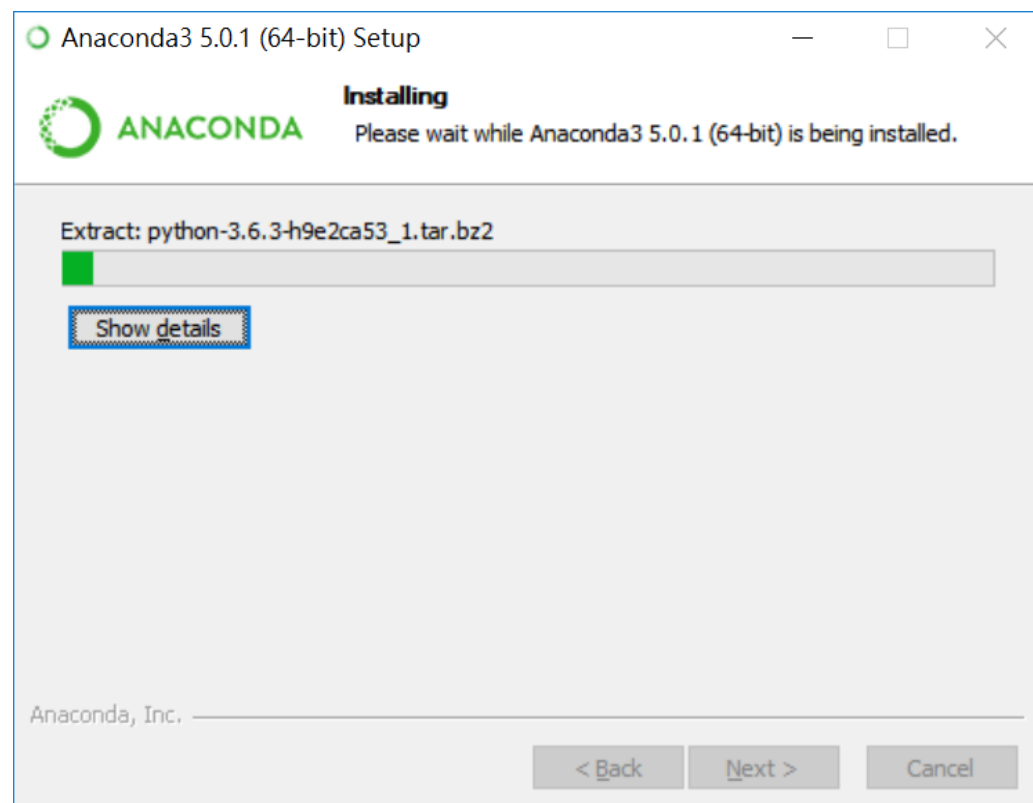 Anaconda3 5.0.1 (64-bit) Setup
ANACONDA
Installing
Please wait while Anaconda3 5.0.1 (64-bit) is being installed.
Extract: python-3.6.3-h9e2ca53_1.tar.bz2
Show details
Anaconda, Inc.
< Back
Next >
Cancel